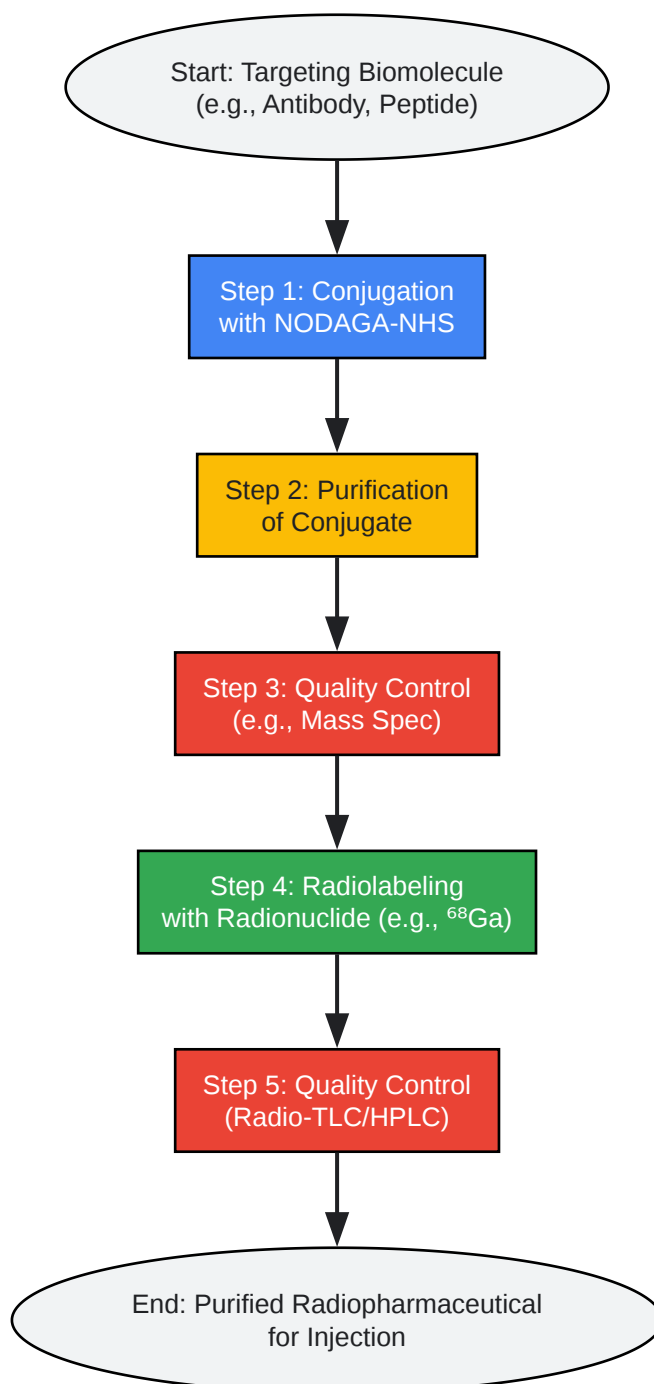 Start: Targeting Biomolecule
(e.g., Antibody, Peptide)
Step 1: Conjugation
with NODAGA-NHS
Step 2: Purification
of Conjugate
Step 3: Quality Control
(e.g., Mass Spec)
Step 4: Radiolabeling
with Radionuclide (e.g., ⁶⁸Ga)
Step 5: Quality Control
(Radio-TLC/HPLC)
End: Purified Radiopharmaceutical
for Injection